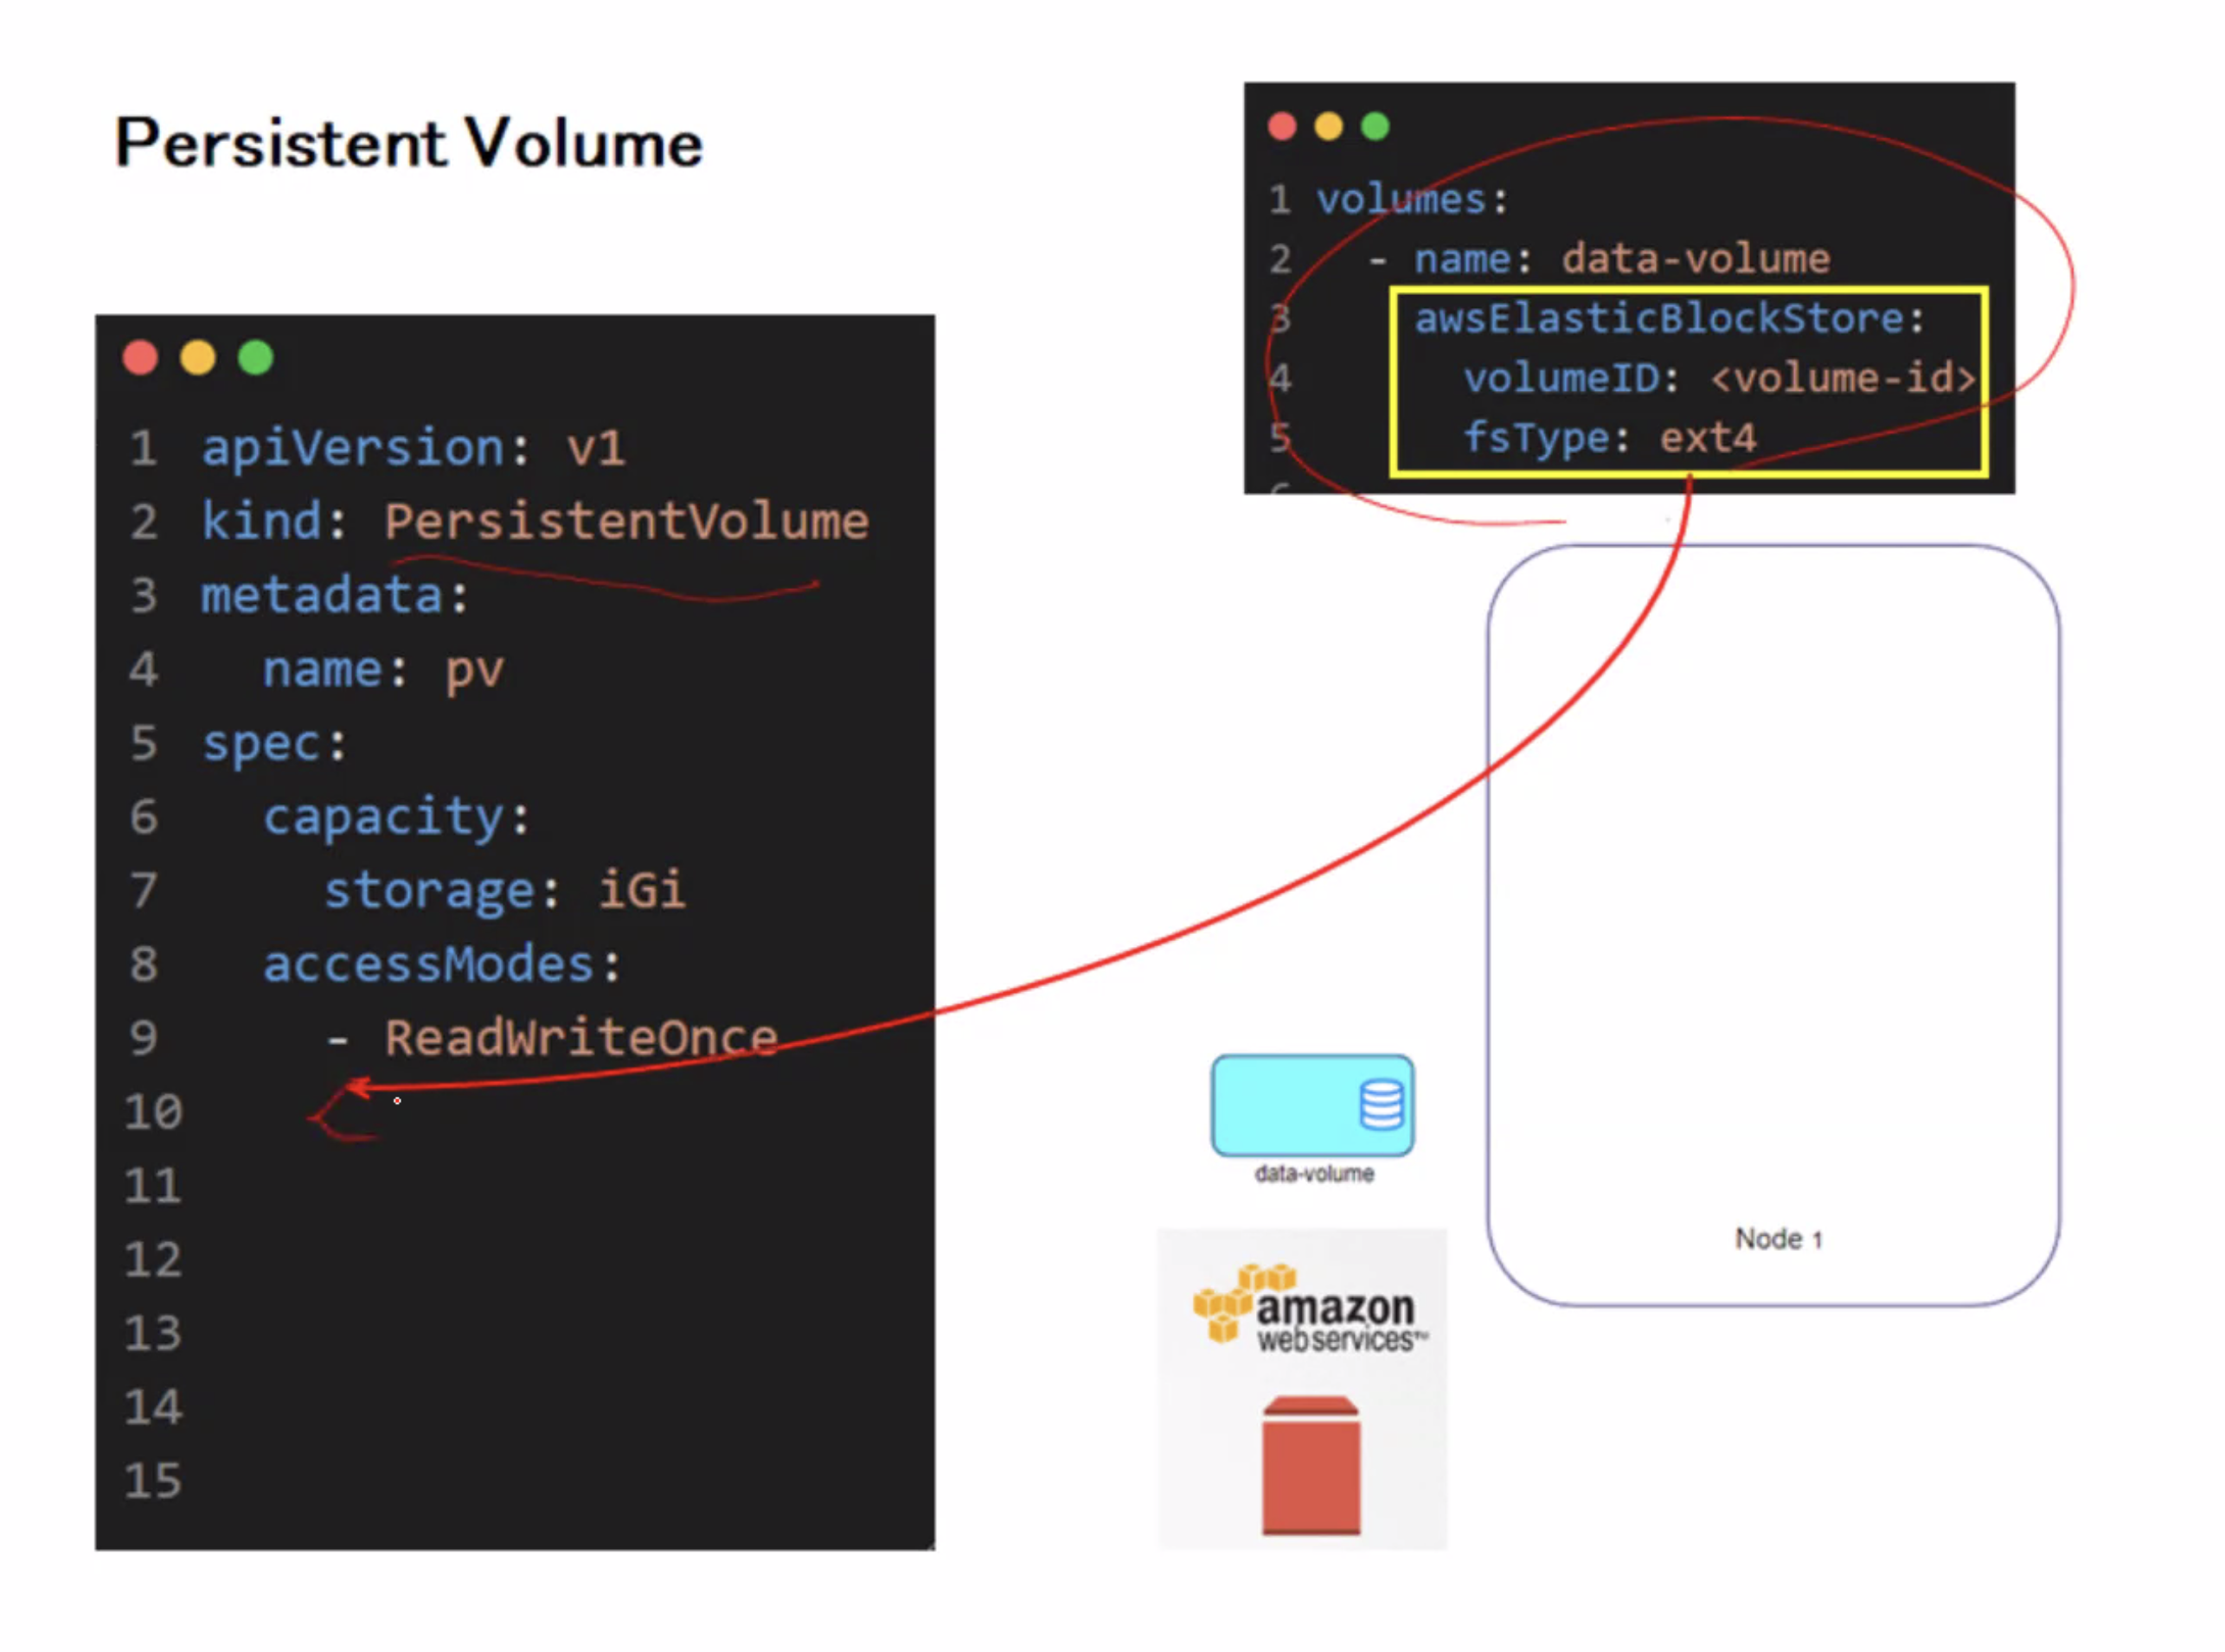 Persistent Volume
1 apiVersion: v1
2 kind: PersistentVolume
3 metadata:
4   name: pv
5 spec:
6   capacity:
7     storage: iGi
8   accessModes:
9     - ReadWriteOnce
10
11
12
13
14
15
1 volumes:
2   - name: data-volume
3     awsElasticBlockStore:
4       volumeID: <volume-id>
5       fsType: ext4
data-volume
Node 1
amazon
webservices™